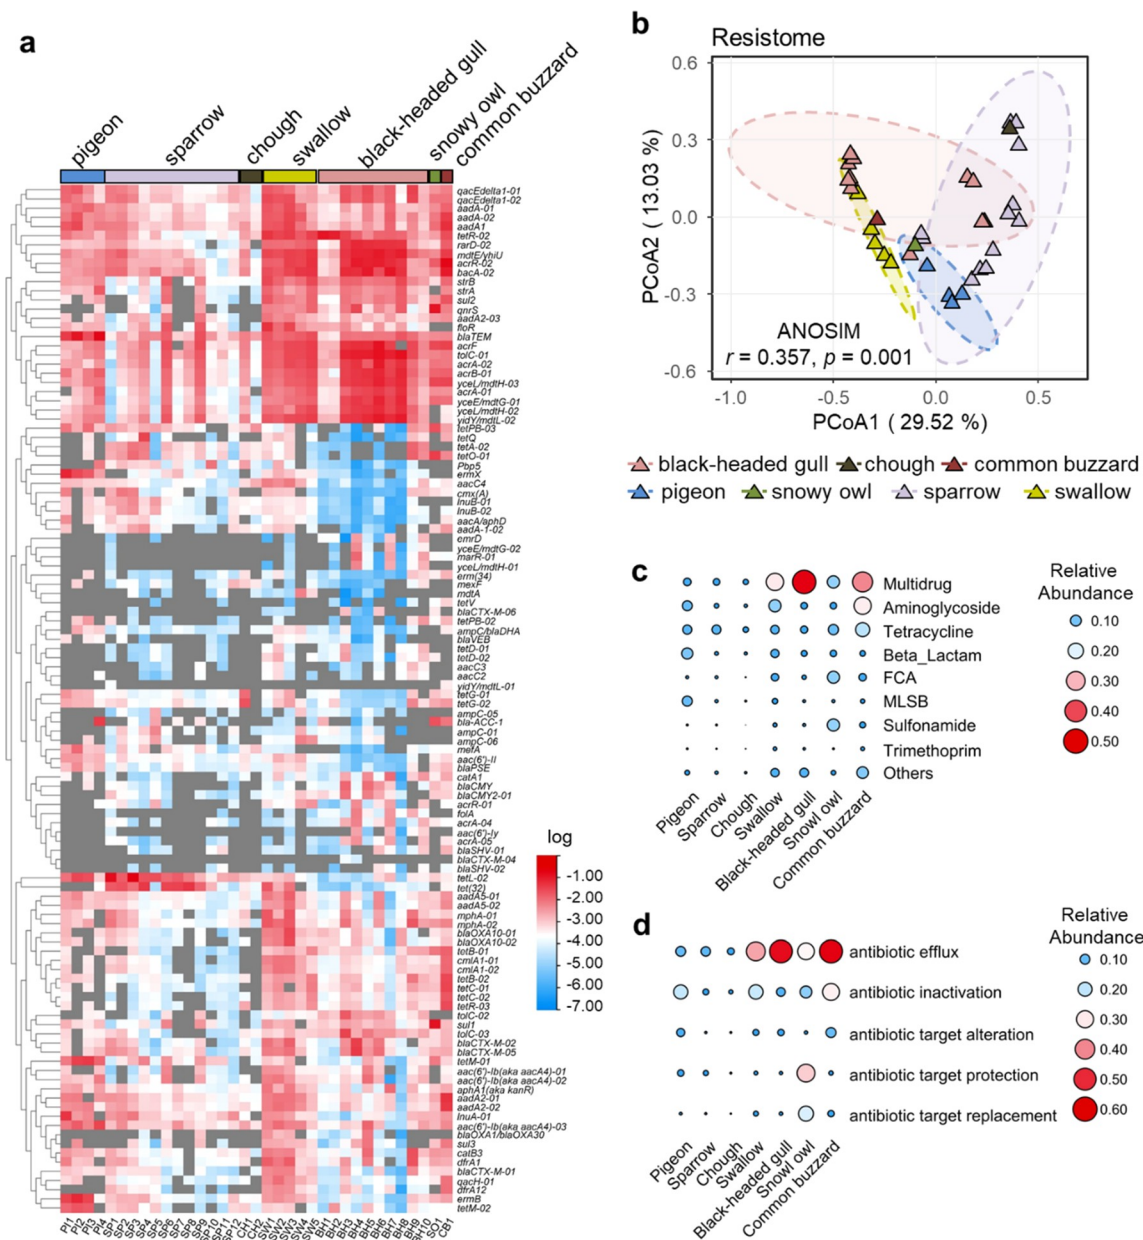 a
pigeon
sparrow
chough
swallow
black-headed gull
snowy owl
common buzzard
qacEdelta1-01
qacEdelta1-02
aadA-01
aadA-02
aadA1
tetR-02
rarD-02
mdtE/yhiU
acrR-02
bacA-02
strB
strA
sul2
qnrS
aadA2-03
floR
blaTEM
acrF
tolC-01
acrA-02
acrB-01
yceL/mdtH-03
acrA-01
yceE/mdtG-01
yceL/mdtH-02
yidY/mdtL-02
tetPB-03
tetQ
tetA-02
tetO-01
Pbp5
ermX
aacC4
cmx(A)
lnuB-01
lnuB-02
aacA/aphD
aadA-1-02
emrD
yceE/mdtG-02
marR-01
yceL/mdtH-01
erm(34)
mexF
mdtA
tetV
blaCTX-M-06
tetPB-02
ampC/blaDHA
blaVEB
tetD-01
tetD-02
aacC3
aacC2
yidY/mdtL-01
tetG-01
tetG-02
ampC-05
bla-ACC-1
ampC-01
ampC-06
mefA
aac(6')-II
blaPSE
catA1
blaCMY
blaCMY2-01
acrR-01
folA
acrA-04
aac(6')-Iy
acrA-05
blaSHV-01
blaCTX-M-04
blaSHV-02
tetL-02
tet(32)
aadA5-01
aadA5-02
mphA-01
mphA-02
blaOXA10-01
blaOXA10-02
tetB-01
cmlA1-01
cmlA1-02
tetB-02
tetC-01
tetC-02
tetR-03
tolC-02
sul1
tolC-03
blaCTX-M-02
blaCTX-M-05
tetM-01
aac(6')-Ib(aka aacA4)-01
aac(6')-Ib(aka aacA4)-02
aphA1(aka kanR)
aadA2-01
aadA2-02
lnuA-01
aac(6')-Ib(aka aacA4)-03
blaOXA1/blaOXA30
sul3
catB3
dfrA1
blaCTX-M-01
qacH-01
dfrA12
ermB
tetM-02
PI1 PI2 PI3 PI4 SP1 SP2 SP3 SP4 SP5 SP6 SP7 SP8 SP9 SP10 SP11 SP12 CH1 CH2 SW1 SW2 SW3 SW4 SW5 BH1 BH2 BH3 BH4 BH5 BH6 BH7 BH8 BH9 BH10 SO1 CB1
log
-1.00
-2.00
-3.00
-4.00
-5.00
-6.00
-7.00
b
Resistome
0.6
0.3
0.0
-0.3
-0.6
PCoA2 ( 13.03 %)
ANOSIM
r = 0.357, p = 0.001
-1.0 -0.5 0.0 0.5
PCoA1 ( 29.52 %)
black-headed gull chough common buzzard
pigeon snowy owl sparrow swallow
c
Multidrug
Aminoglycoside
Tetracycline
Beta_Lactam
FCA
MLSB
Sulfonamide
Trimethoprim
Others
Pigeon
Sparrow
Chough
Swallow
Black-headed gull
Snowl owl
Common buzzard
Relative
Abundance
0.10
0.20
0.30
0.40
0.50
d
antibiotic efflux
antibiotic inactivation
antibiotic target alteration
antibiotic target protection
antibiotic target replacement
Pigeon
Sparrow
Chough
Swallow
Black-headed gull
Snowl owl
Common buzzard
Relative
Abundance
0.10
0.20
0.30
0.40
0.50
0.60